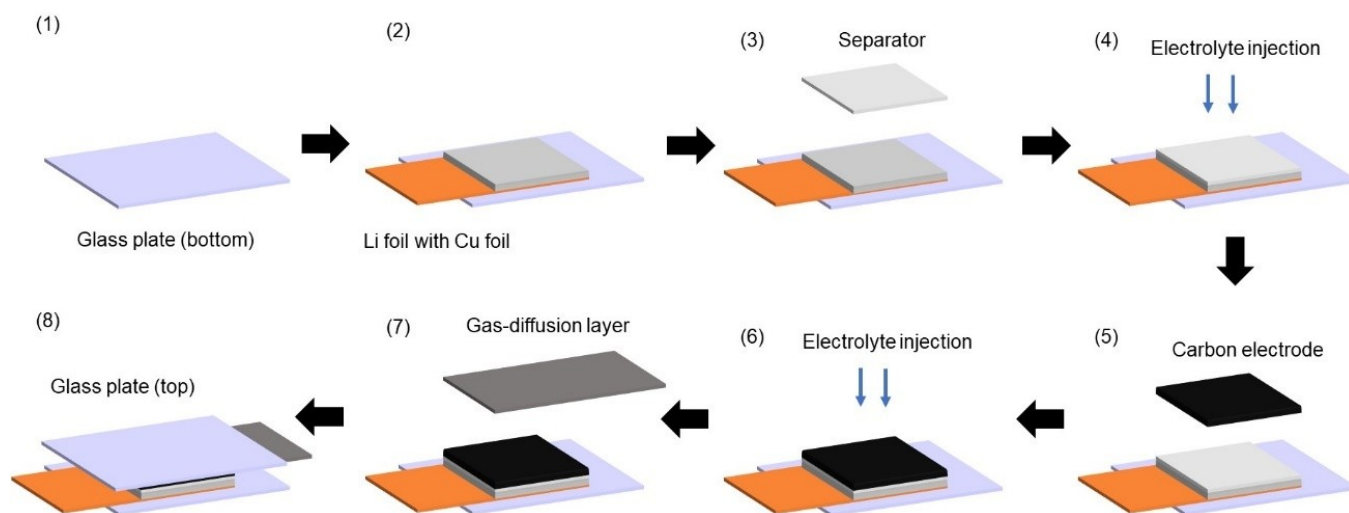 (1)
Glass plate (bottom)
(2)
Li foil with Cu foil
(3)
Separator
(4)
Electrolyte injection
(5)
Carbon electrode
(6)
Electrolyte injection
(7)
Gas-diffusion layer
(8)
Glass plate (top)